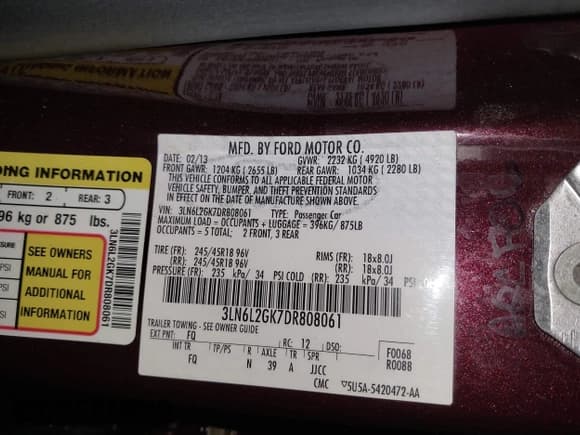 DING INFORMATION
FRONT: 2 REAR: 3
96 kg or 875 lbs.
SURE
PSI
PSI
PSI
SEE OWNERS
MANUAL FOR
ADDITIONAL
INFORMATION
3LN6L2GK7DR808061
MFD. BY FORD MOTOR CO.
DATE: 02/13 GVWR: 2232 KG ( 4920 LB)
FRONT GAWR: 1204 KG ( 2655 LB) REAR GAWR: 1034 KG ( 2280 LB)
THIS VEHICLE CONFORMS TO ALL APPLICABLE FEDERAL MOTOR
VEHICLE SAFETY, BUMPER, AND THEFT PREVENTION STANDARDS
IN EFFECT ON THE DATE OF MANUFACTURE SHOWN ABOVE.
VIN: 3LN6L2GK7DR808061 TYPE: Passenger Car
MAXIMUM LOAD = OCCUPANTS + LUGGAGE = 396KG/ 875LB
OCCUPANTS = 5 TOTAL: 2 FRONT, 3 REAR
TIRE (FR): 245/45R18 96V RIMS (FR): 18x8.0J
(RR): 245/45R18 96V (RR): 18x8.0J
PRESSURE (FR): 235 kPa/ 34 PSI COLD (RR): 235 kPa/ 34 PSI
3LN6L2GK7DR808061
TRAILER TOWING - SEE OWNER GUIDE
EXT PNT: FQ RC: 12 DSO: F0068
INT TR TP/PS R AXLE TR SPR R0088
FQ N 39 A JJCC
CMC 5U5A-5420472-AA